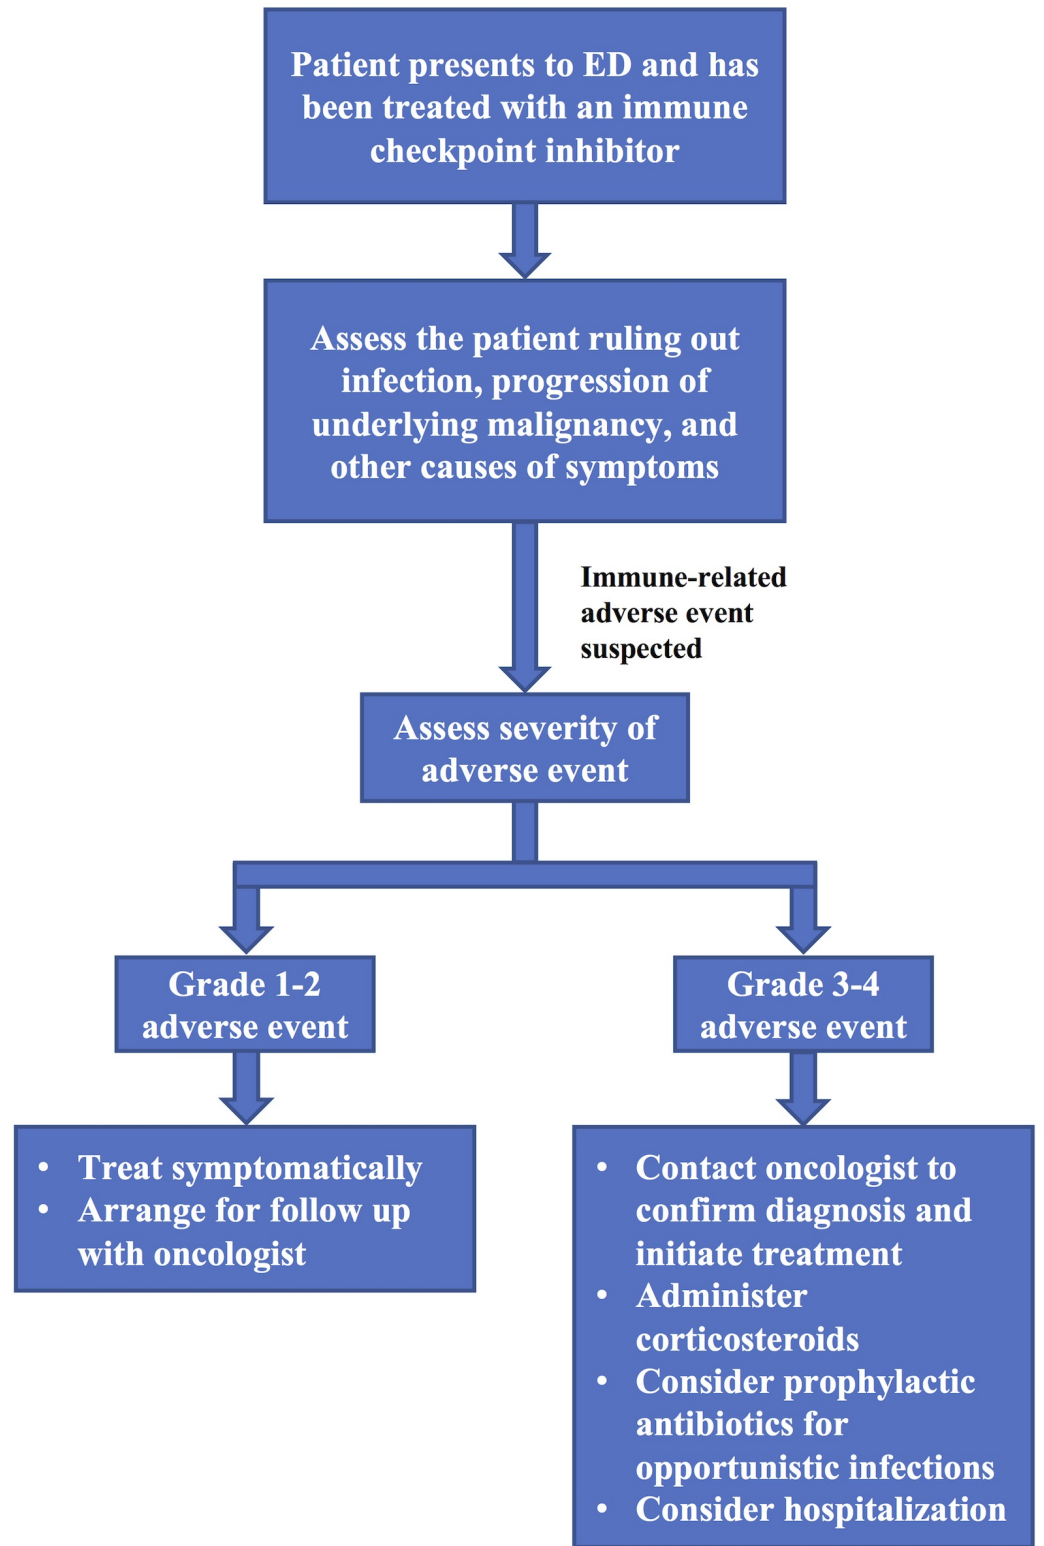 Patient presents to ED and has
been treated with an immune
checkpoint inhibitor
Assess the patient ruling out
infection, progression of
underlying malignancy, and
other causes of symptoms
Immune-related
adverse event
suspected
Assess severity of
adverse event
Grade 1-2
adverse event
Grade 3-4
adverse event
• Treat symptomatically
• Arrange for follow up
with oncologist
• Contact oncologist to
confirm diagnosis and
initiate treatment
• Administer
corticosteroids
• Consider prophylactic
antibiotics for
opportunistic infections
• Consider hospitalization